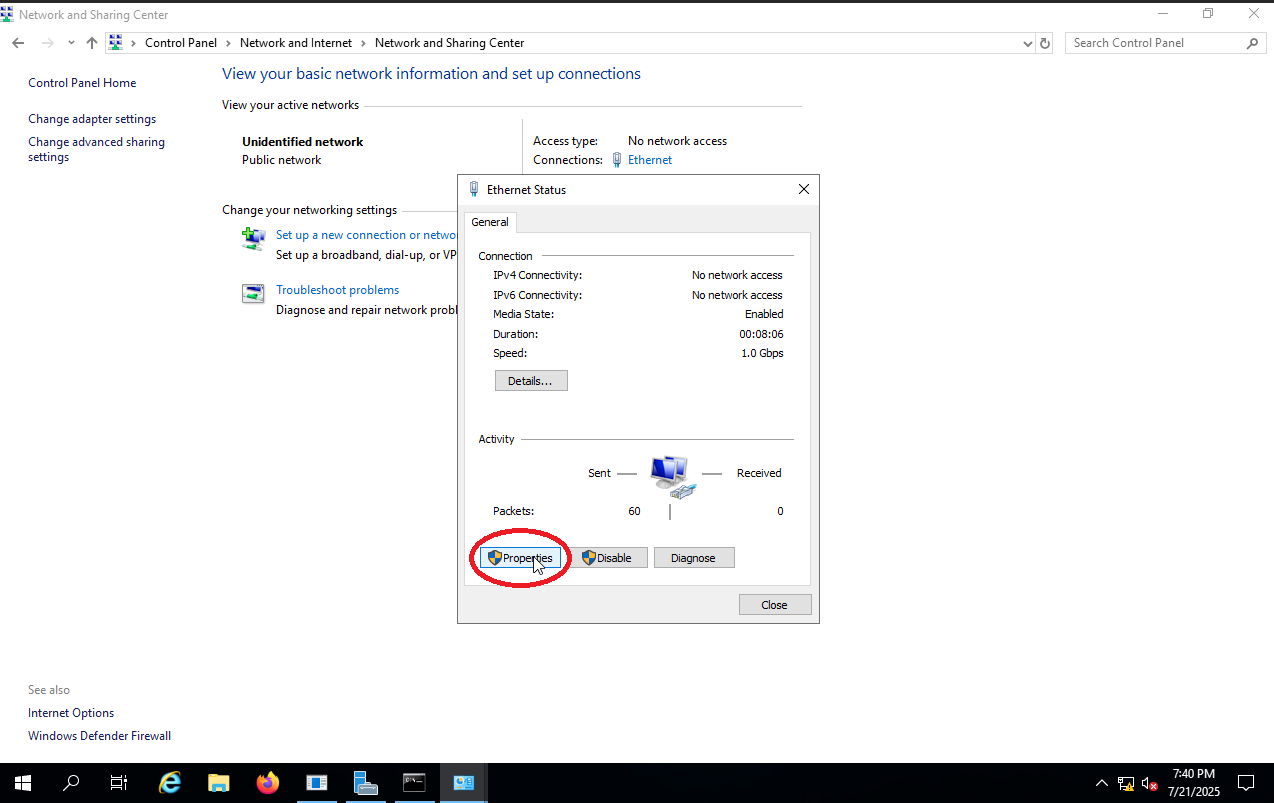 Network and Sharing Center
Control Panel > Network and Internet > Network and Sharing Center
Search Control Panel
Control Panel Home
Change adapter settings
Change advanced sharing
settings
View your basic network information and set up connections
View your active networks
Unidentified network
Public network
Access type: No network access
Connections: Ethernet
Change your networking settings
Set up a new connection or netwo
Set up a broadband, dial-up, or VP
Troubleshoot problems
Diagnose and repair network probl
Ethernet Status
General
Connection
IPv4 Connectivity: No network access
IPv6 Connectivity: No network access
Media State: Enabled
Duration: 00:08:06
Speed: 1.0 Gbps
Details...
Activity
Sent Received
Packets: 60 0
Properties Disable Diagnose
Close
See also
Internet Options
Windows Defender Firewall
7:40 PM
7/21/2025